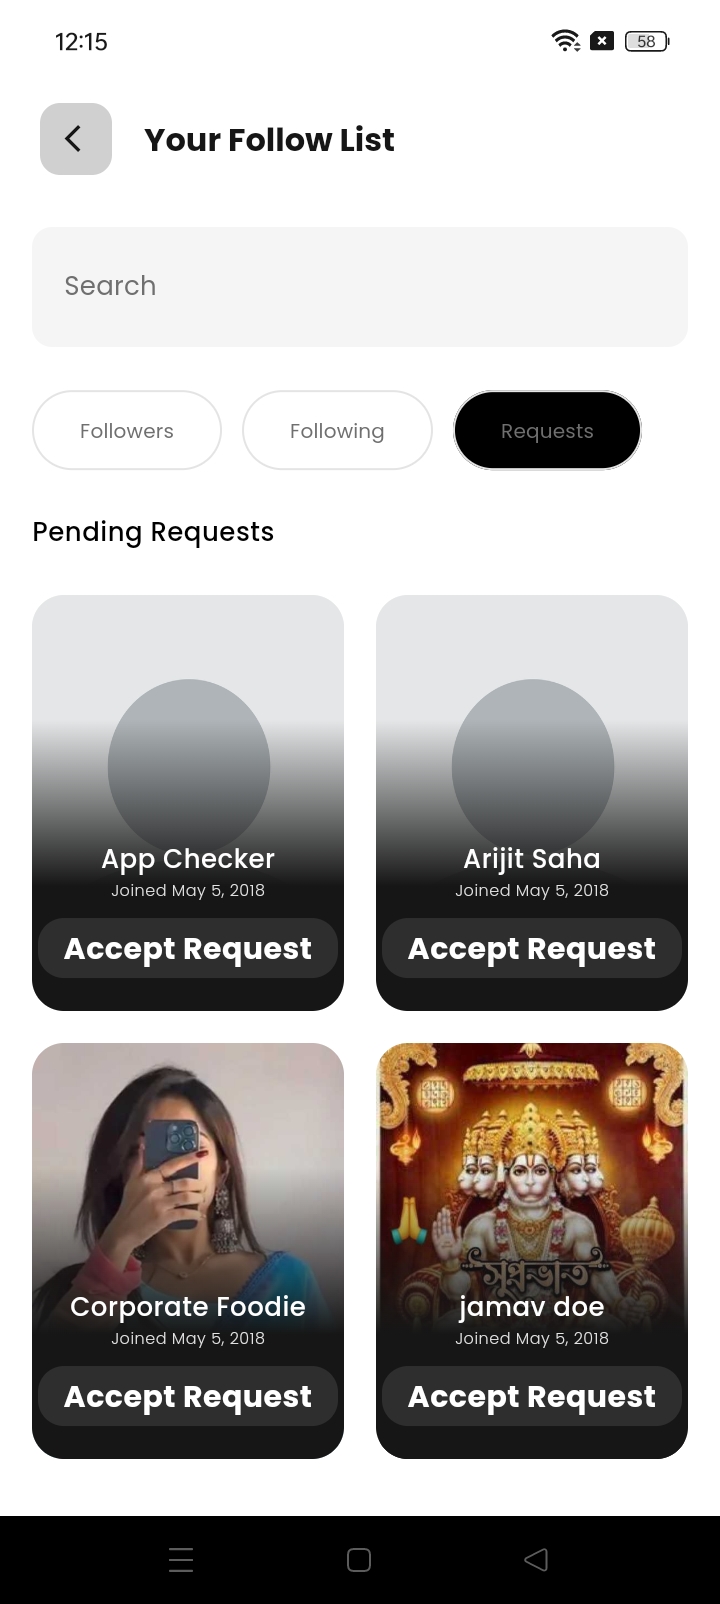 12:15
58
Your Follow List
Search
Followers
Following
Requests
Pending Requests
App Checker
Joined May 5, 2018
Accept Request
Arijit Saha
Joined May 5, 2018
Accept Request
Corporate Foodie
Joined May 5, 2018
Accept Request
সুপ্রভাত
jamav doe
Joined May 5, 2018
Accept Request